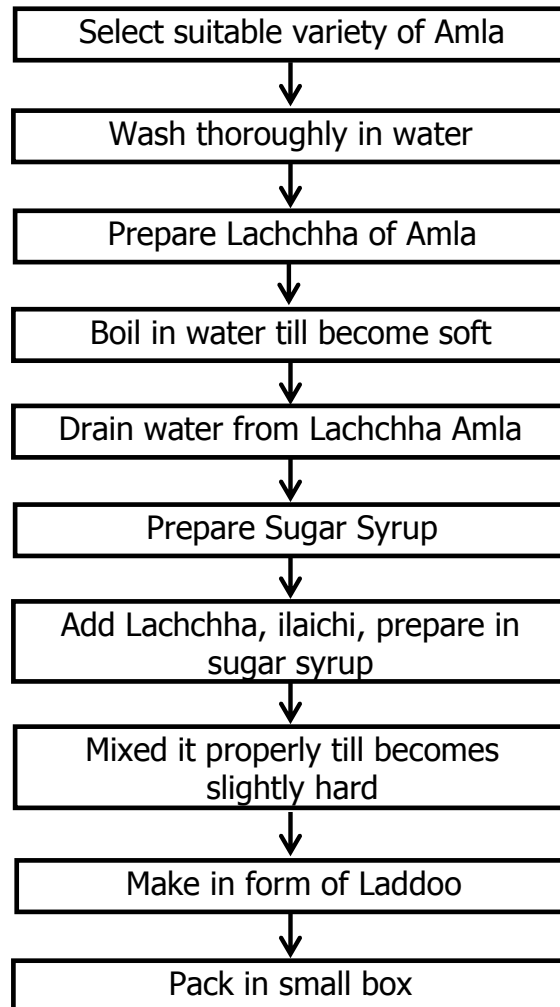 Select suitable variety of Amla
Wash thoroughly in water
Prepare Lachchha of Amla
Boil in water till become soft
Drain water from Lachchha Amla
Prepare Sugar Syrup
Add Lachchha, ilaichi, prepare in
sugar syrup
Mixed it properly till becomes
slightly hard
Make in form of Laddoo
Pack in small box